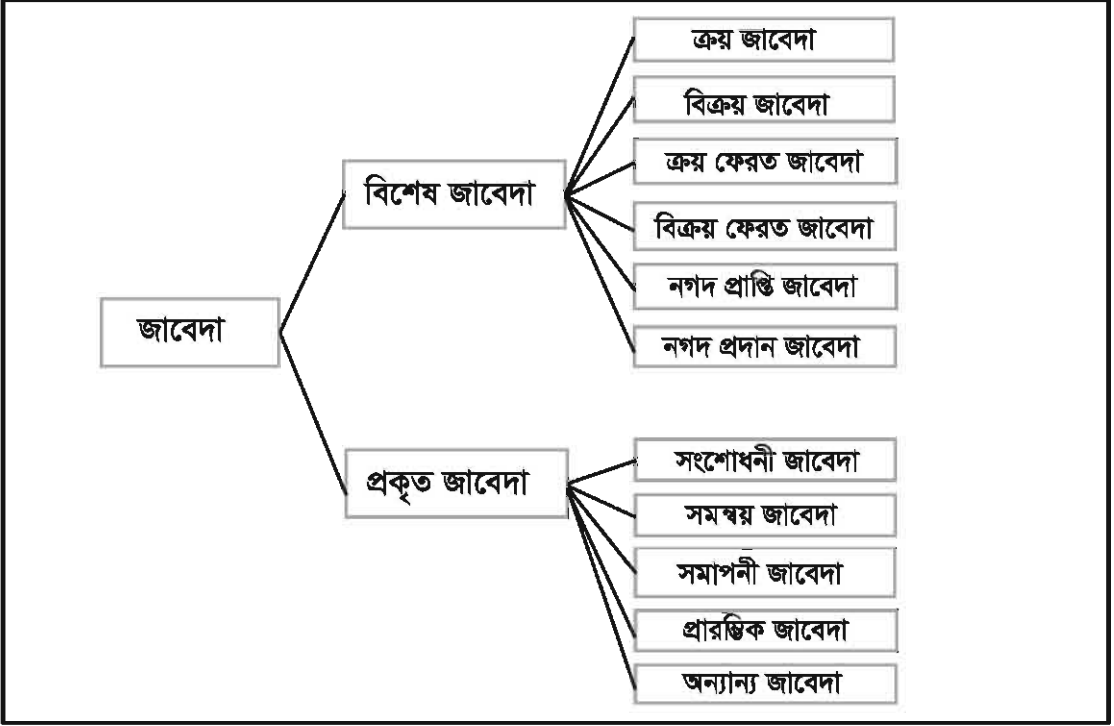 জাবেদা
বিশেষ জাবেদা
ক্রয় জাবেদা
বিক্রয় জাবেদা
ক্রয় ফেরত জাবেদা
বিক্রয় ফেরত জাবেদা
নগদ প্রাপ্তি জাবেদা
নগদ প্রদান জাবেদা
প্রকৃত জাবেদা
সংশোধনী জাবেদা
সমন্বয় জাবেদা
সমাপনী জাবেদা
প্রারম্ভিক জাবেদা
অন্যান্য জাবেদা